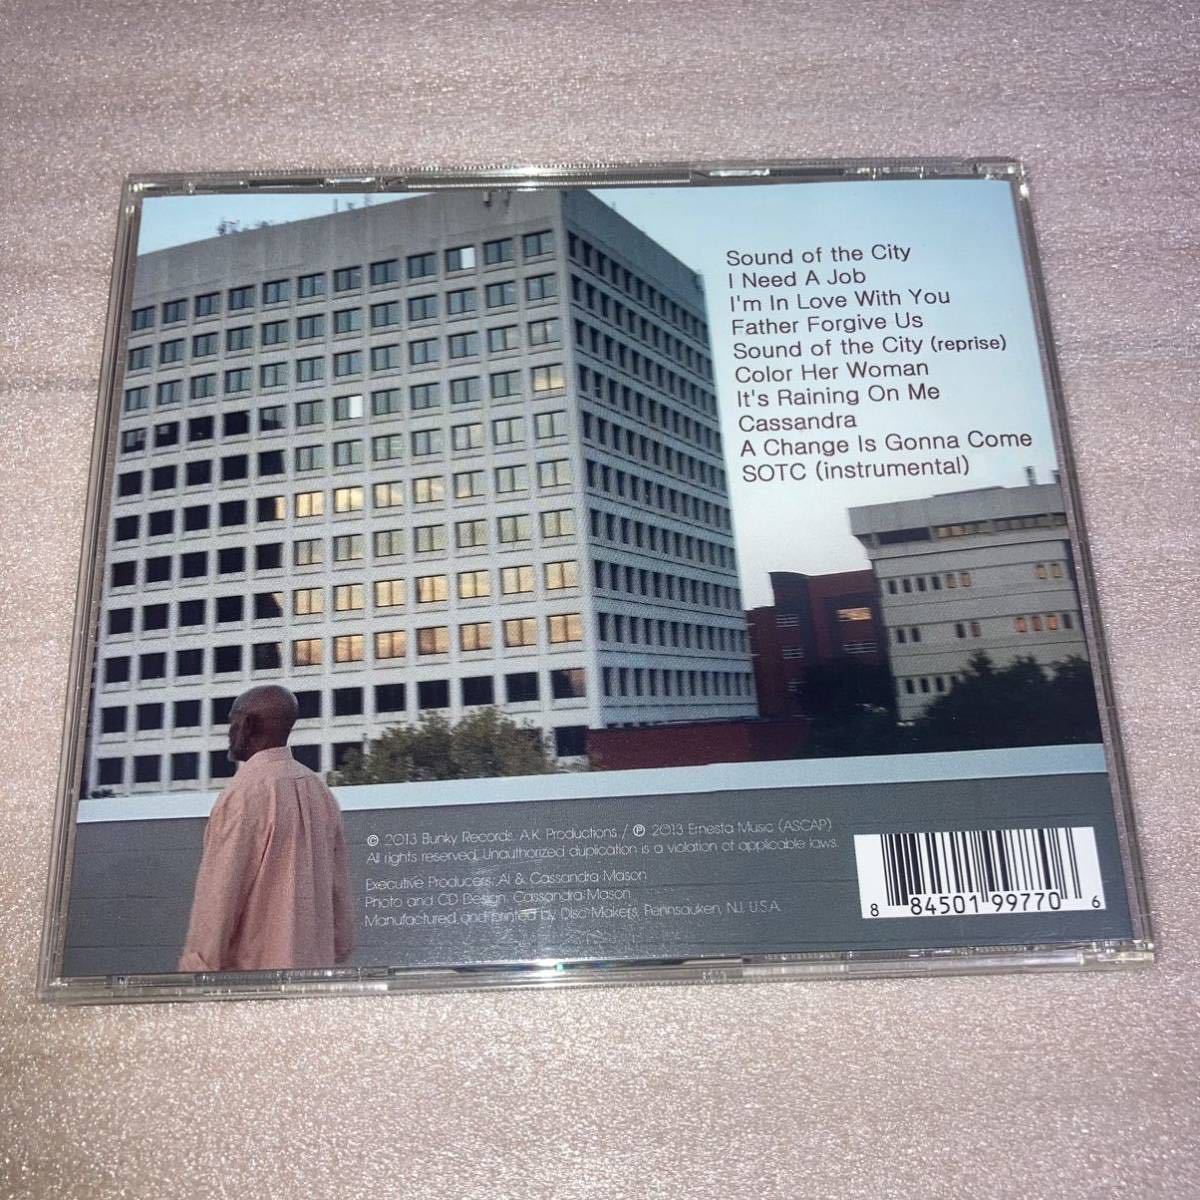 Sound of the City
I Need A Job
I'm In Love With You
Father Forgive Us
Sound of the City (reprise)
Color Her Woman
It's Raining On Me
Cassandra
A Change Is Gonna Come
SOTC (instrumental)
© 2013 Bunky Records, A.K. Productions / ℗ 2013 Ernesta Music (ASCAP)
All rights reserved. Unauthorized duplication is a violation of applicable laws.
Executive Producers: Al & Cassandra Mason
Photo and CD Design: Cassandra Mason
Manufactured and printed by Disc Makers, Pennsauken, NJ, U.S.A.
8 84501 99770 6